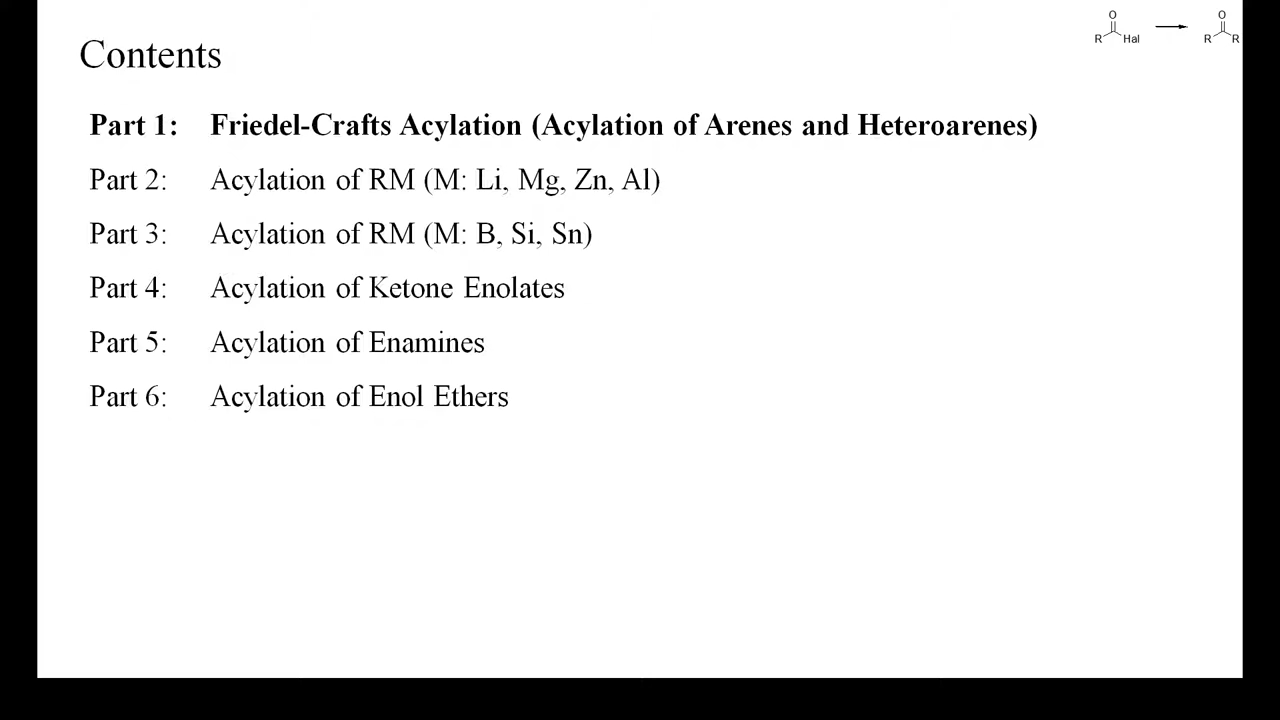 O
O
R
Hal
R
R
Contents
Part 1: Friedel-Crafts Acylation (Acylation of Arenes and Heteroarenes)
Part 2: Acylation of RM (M: Li, Mg, Zn, Al)
Part 3: Acylation of RM (M: B, Si, Sn)
Part 4: Acylation of Ketone Enolates
Part 5: Acylation of Enamines
Part 6: Acylation of Enol Ethers